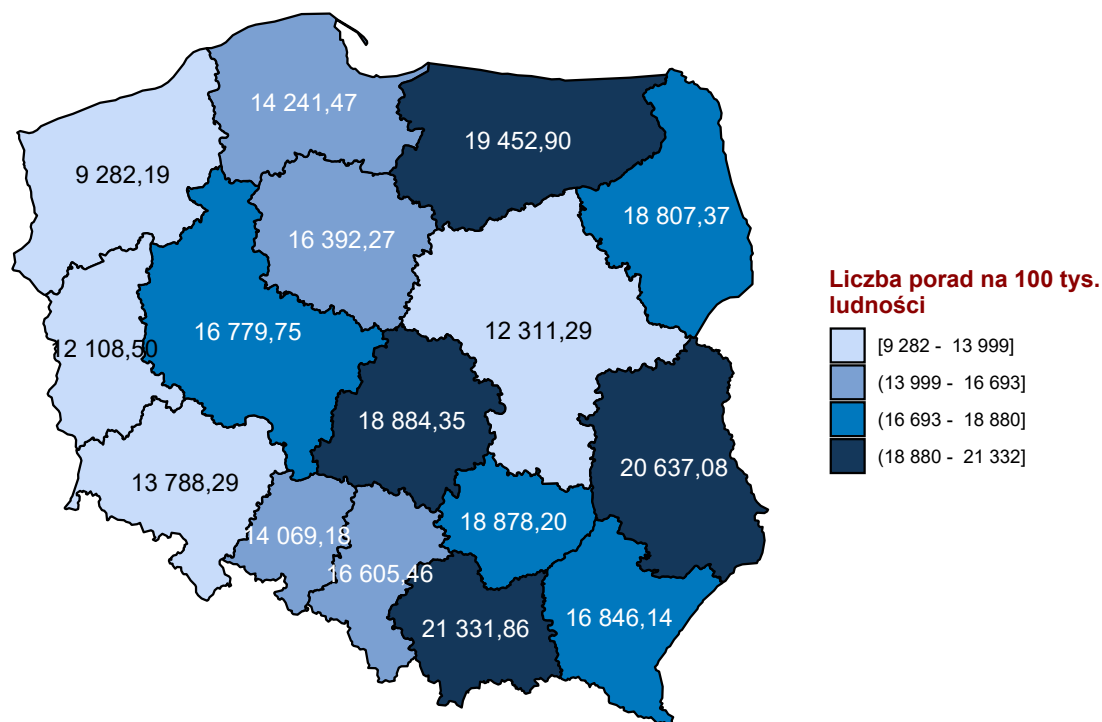 14 241,47
19 452,90
9 282,19
18 807,37
16 392,27
16 779,75
12 311,29
12 108,50
18 884,35
20 637,08
13 788,29
18 878,20
14 069,18
16 605,46
16 846,14
21 331,86
Liczba porad na 100 tys.
ludności
[9 282 - 13 999]
(13 999 - 16 693]
(16 693 - 18 880]
(18 880 - 21 332]